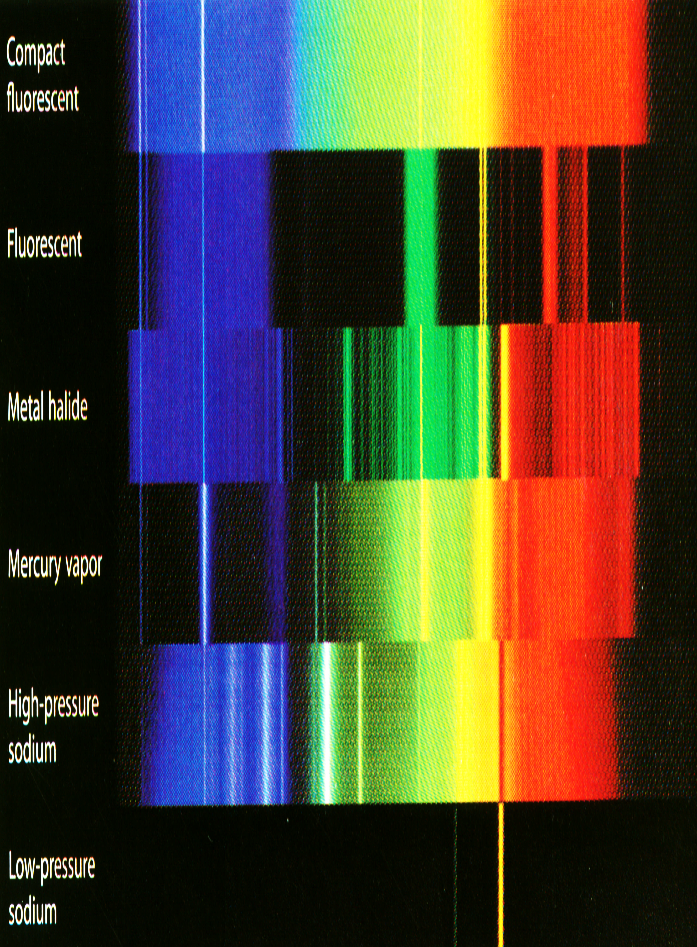 Compact
fluorescent
Fluorescent
Metal halide
Mercury vapor
High-pressure
sodium
Low-pressure
sodium